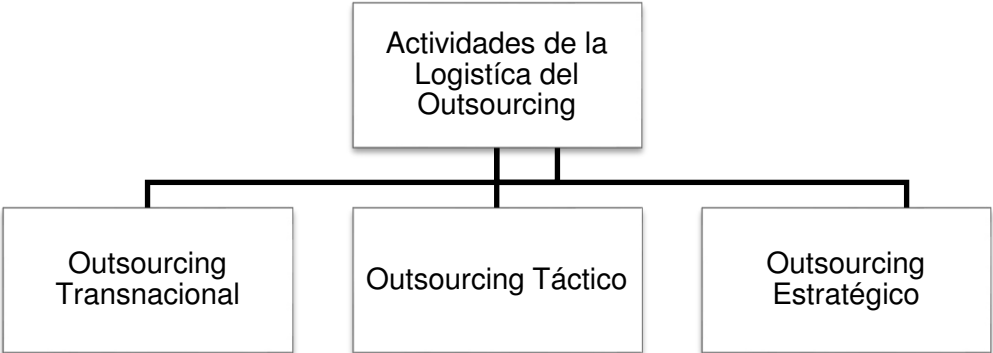 Actividades de la
Logistíca del
Outsourcing
Outsourcing
Transnacional
Outsourcing Táctico
Outsourcing
Estratégico